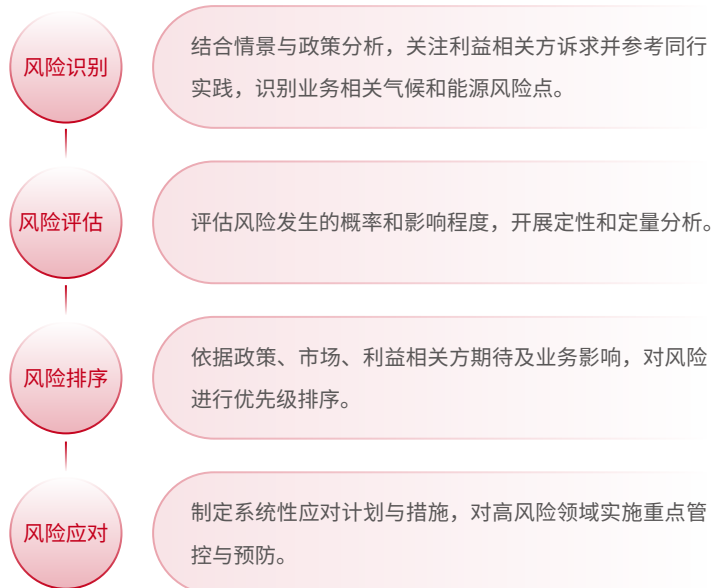 风险识别
结合情景与政策分析，关注利益相关方诉求并参考同行
实践，识别业务相关气候和能源风险点。
风险评估
评估风险发生的概率和影响程度，开展定性和定量分析。
风险排序
依据政策、市场、利益相关方期待及业务影响，对风险
进行优先级排序。
风险应对
制定系统性应对计划与措施，对高风险领域实施重点管
控与预防。